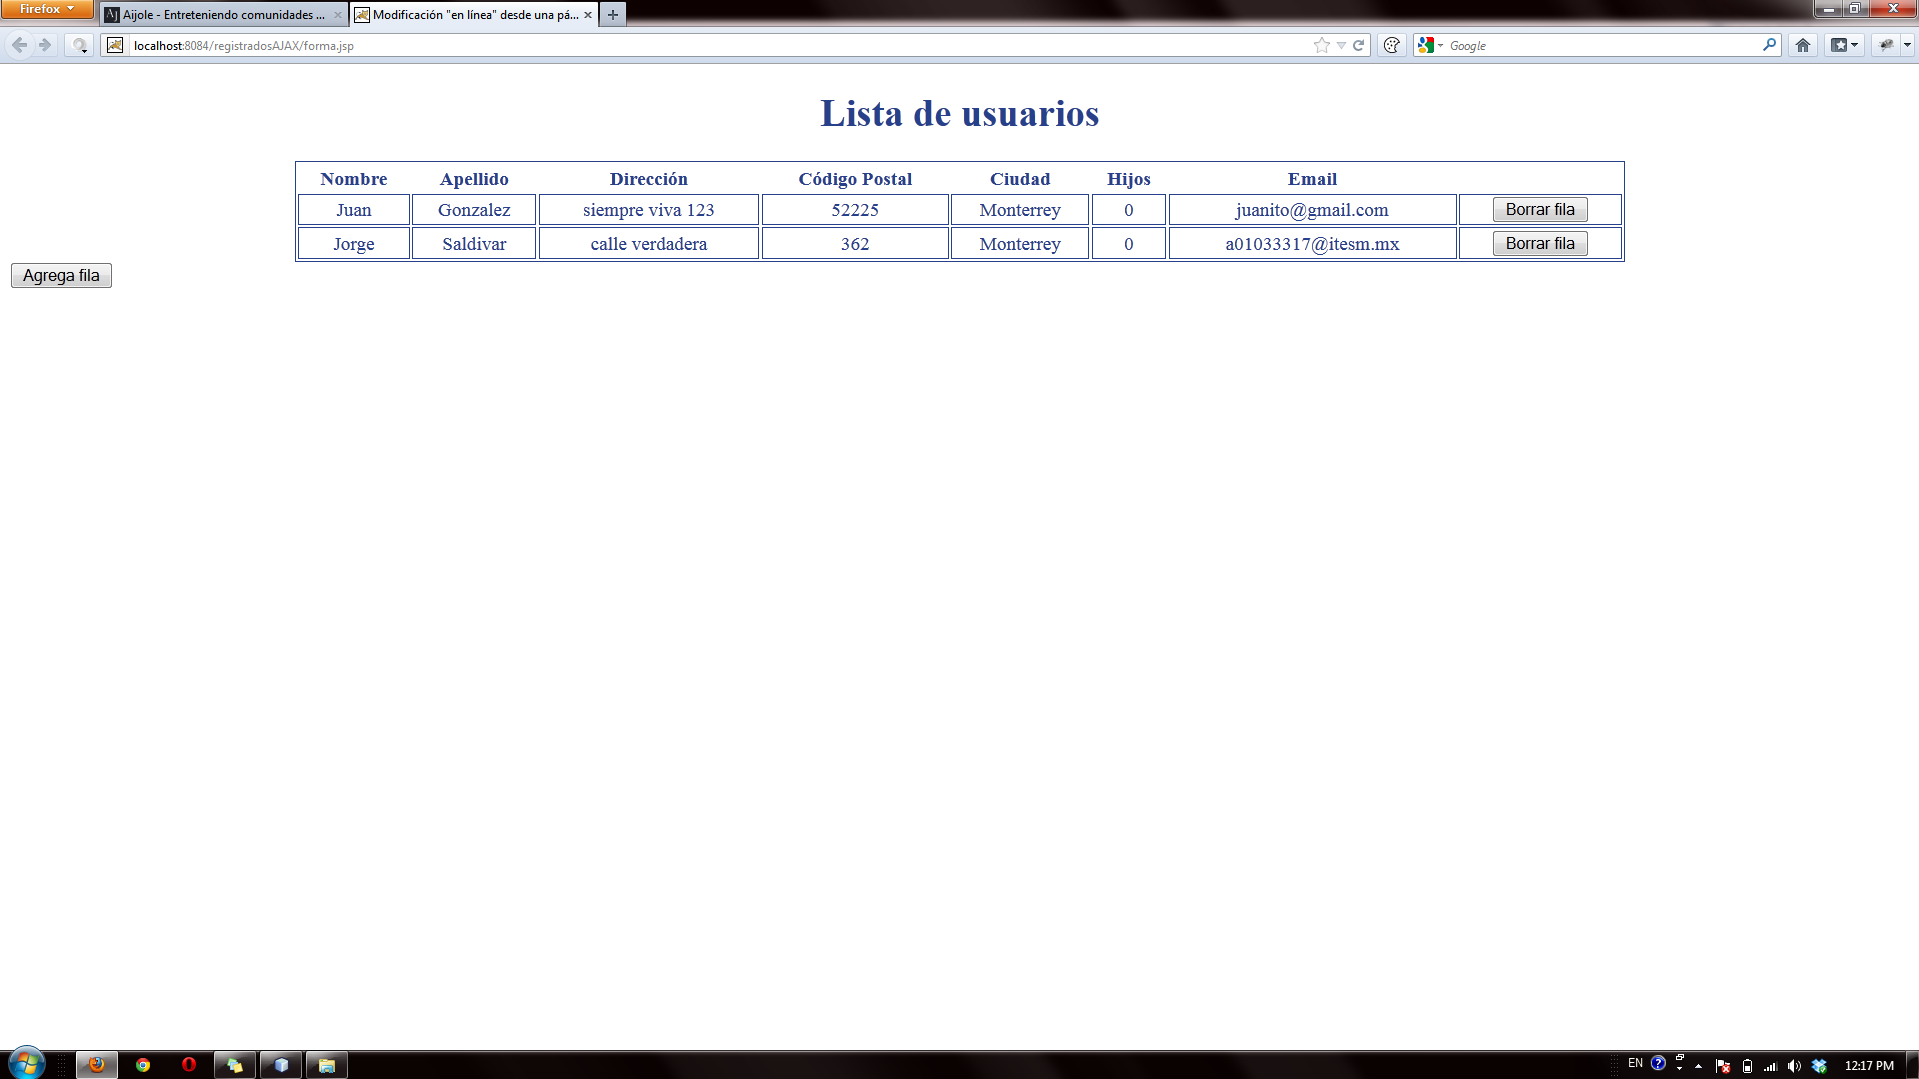 Firefox
Aijole - Entreteniendo comunidades ...
Modificación "en línea" desde una pá...
localhost:8084/registradosAJAX/forma.jsp
Google
Lista de usuarios
Nombre Apellido Dirección Código Postal Ciudad Hijos Email
Juan Gonzalez siempre viva 123 52225 Monterrey 0 juanito@gmail.com Borrar fila
Jorge Saldivar calle verdadera 362 Monterrey 0 a01033317@itesm.mx Borrar fila
Agrega fila
EN 12:17 PM